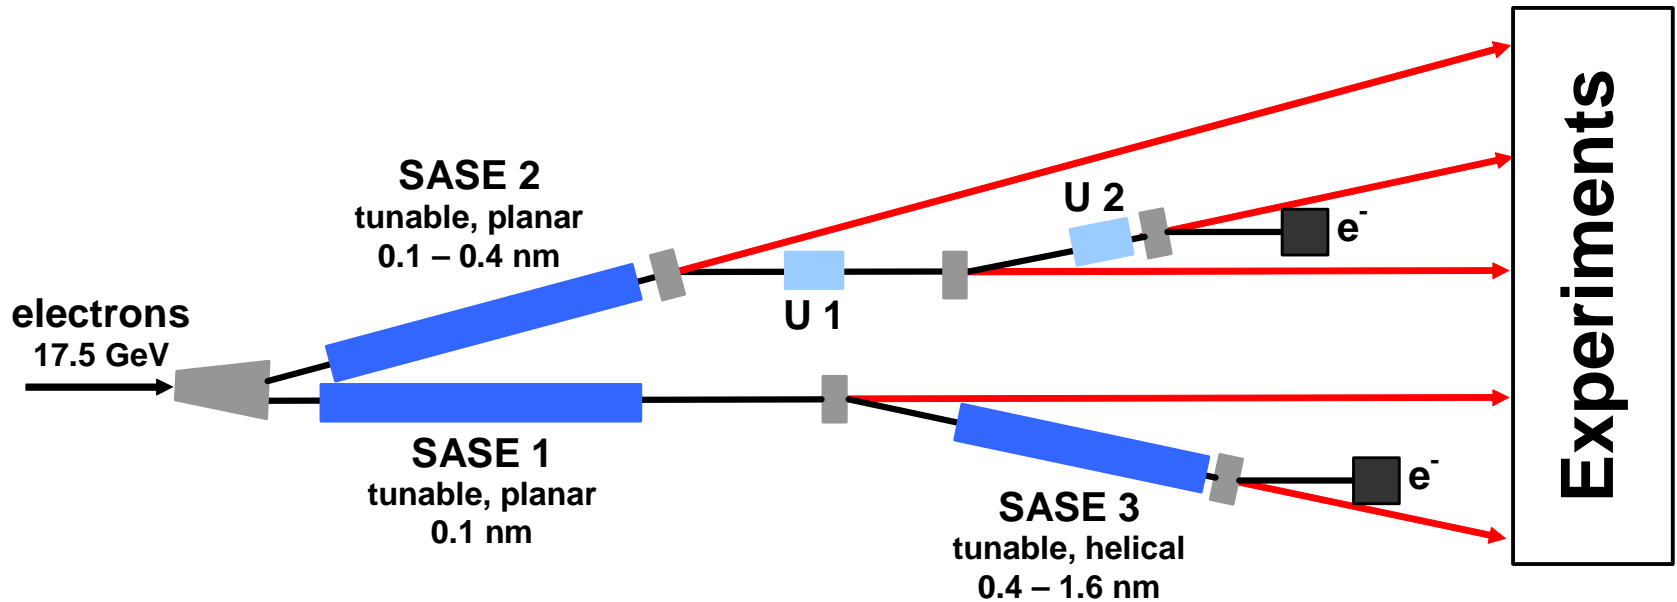 SASE 2
tunable, planar
0.1 – 0.4 nm
U 2
e-
electrons
17.5 GeV
U 1
SASE 1
tunable, planar
0.1 nm
e-
SASE 3
tunable, helical
0.4 – 1.6 nm
Experiments